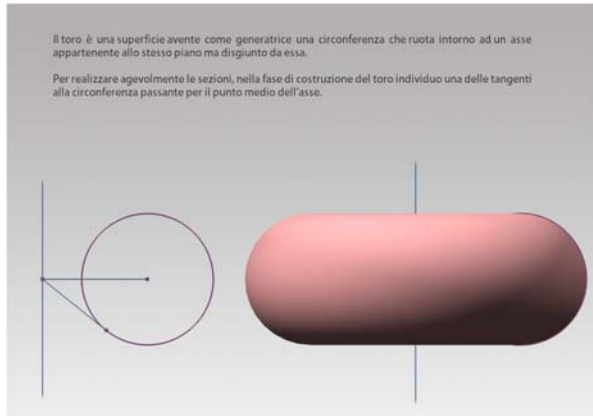 Il toro è una superficie avente come generatrice una circonferenza che ruota intorno ad un asse
appartenente allo stesso piano ma disgiunto da essa.
Per realizzare agevolmente le sezioni, nella fase di costruzione del toro individuo una delle tangenti
alla circonferenza passante per il punto medio dell'asse.